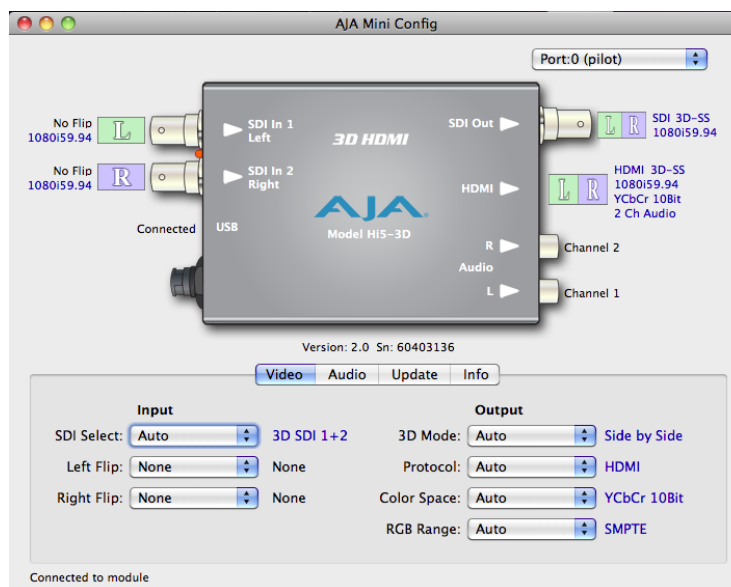 AJA Mini Config
Port:0 (pilot)
No Flip
1080i59.94
L
SDI In 1
Left
3D HDMI
SDI Out
L R
SDI 3D-SS
1080i59.94
No Flip
1080i59.94
R
SDI In 2
Right
HDMI
L R
HDMI 3D-SS
1080i59.94
YCbCr 10Bit
2 Ch Audio
Connected
USB
AJA
Model Hi5-3D
R
Channel 2
Audio
L
Channel 1
Version: 2.0 Sn: 60403136
Video Audio Update Info
Input
Output
SDI Select: Auto 3D SDI 1+2
3D Mode: Auto Side by Side
Left Flip: None None
Protocol: Auto HDMI
Right Flip: None None
Color Space: Auto YCbCr 10Bit
RGB Range: Auto SMPTE
Connected to module